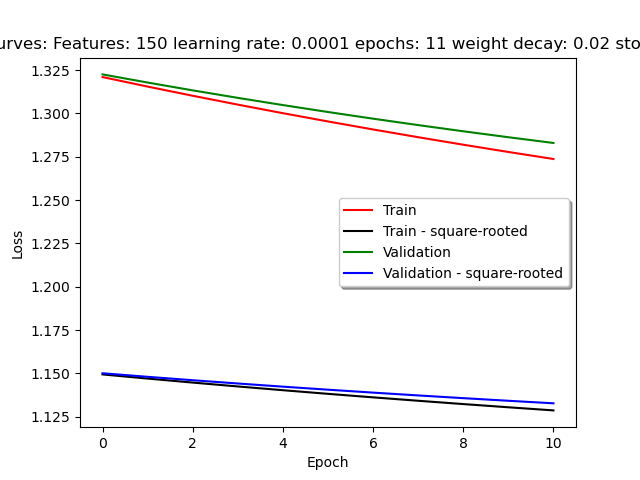 urves: Features: 150 learning rate: 0.0001 epochs: 11 weight decay: 0.02 sto
1.325
1.300
1.275
1.250
1.225
1.200
1.175
1.150
1.125
Loss
Train
Train - square-rooted
Validation
Validation - square-rooted
0 2 4 6 8 10
Epoch